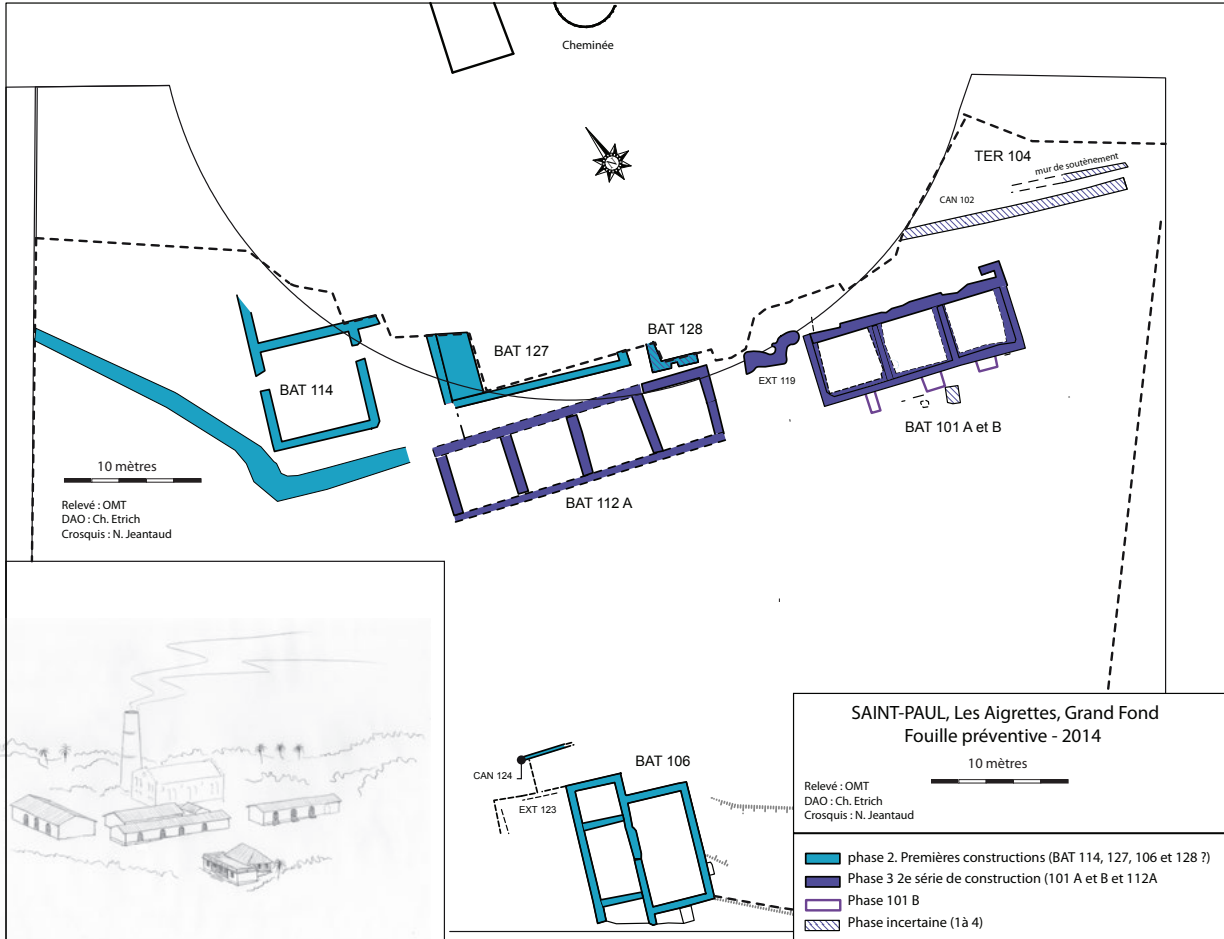 Cheminée
N
TER 104
mur de soutènement
CAN 102
BAT 128
BAT 127
BAT 114
EXT 119
BAT 101 A et B
BAT 112 A
10 mètres
Relevé : OMT
DAO : Ch. Etrich
Crosquis : N. Jeantaud
BAT 106
CAN 124
EXT 123
SAINT-PAUL, Les Aigrettes, Grand Fond
Fouille préventive - 2014
10 mètres
Relevé : OMT
DAO : Ch. Etrich
Crosquis : N. Jeantaud
phase 2. Premières constructions (BAT 114, 127, 106 et 128 ?)
Phase 3 2e série de construction (101 A et B et 112A
Phase 101 B
Phase incertaine (1à 4)